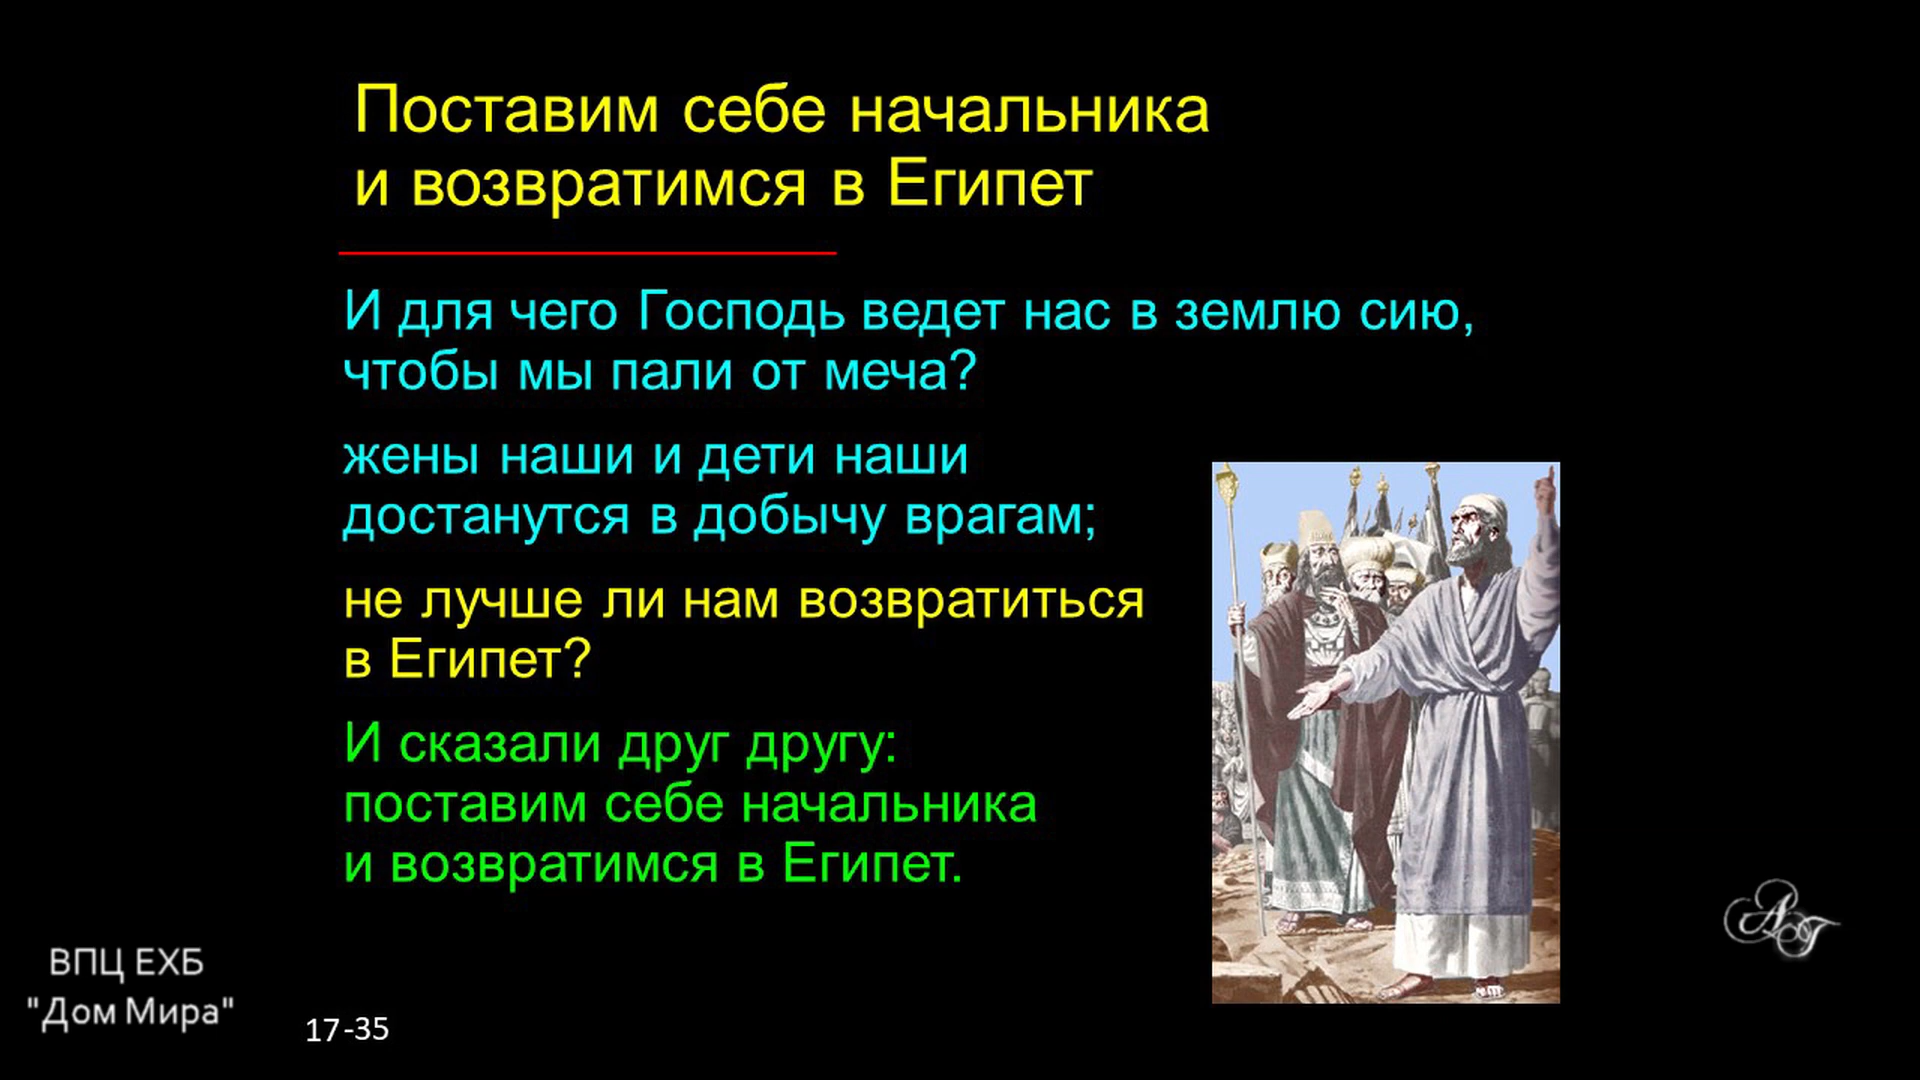 Поставим себе начальника
и возвратимся в Египет
И для чего Господь ведет нас в землю сию,
чтобы мы пали от меча?
жены наши и дети наши
достанутся в добычу врагам;
не лучше ли нам возвратиться
в Египет?
И сказали друг другу:
поставим себе начальника
и возвратимся в Египет.
АГ
ВПЦ ЕХБ
"Дом Мира"
17-35